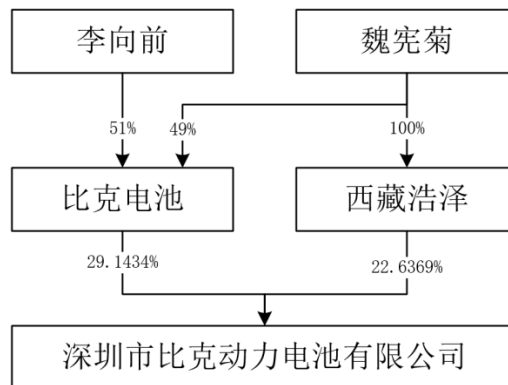 李向前
魏宪菊
51%
49%
100%
比克电池
西藏浩泽
29.1434%
22.6369%
深圳市比克动力电池有限公司